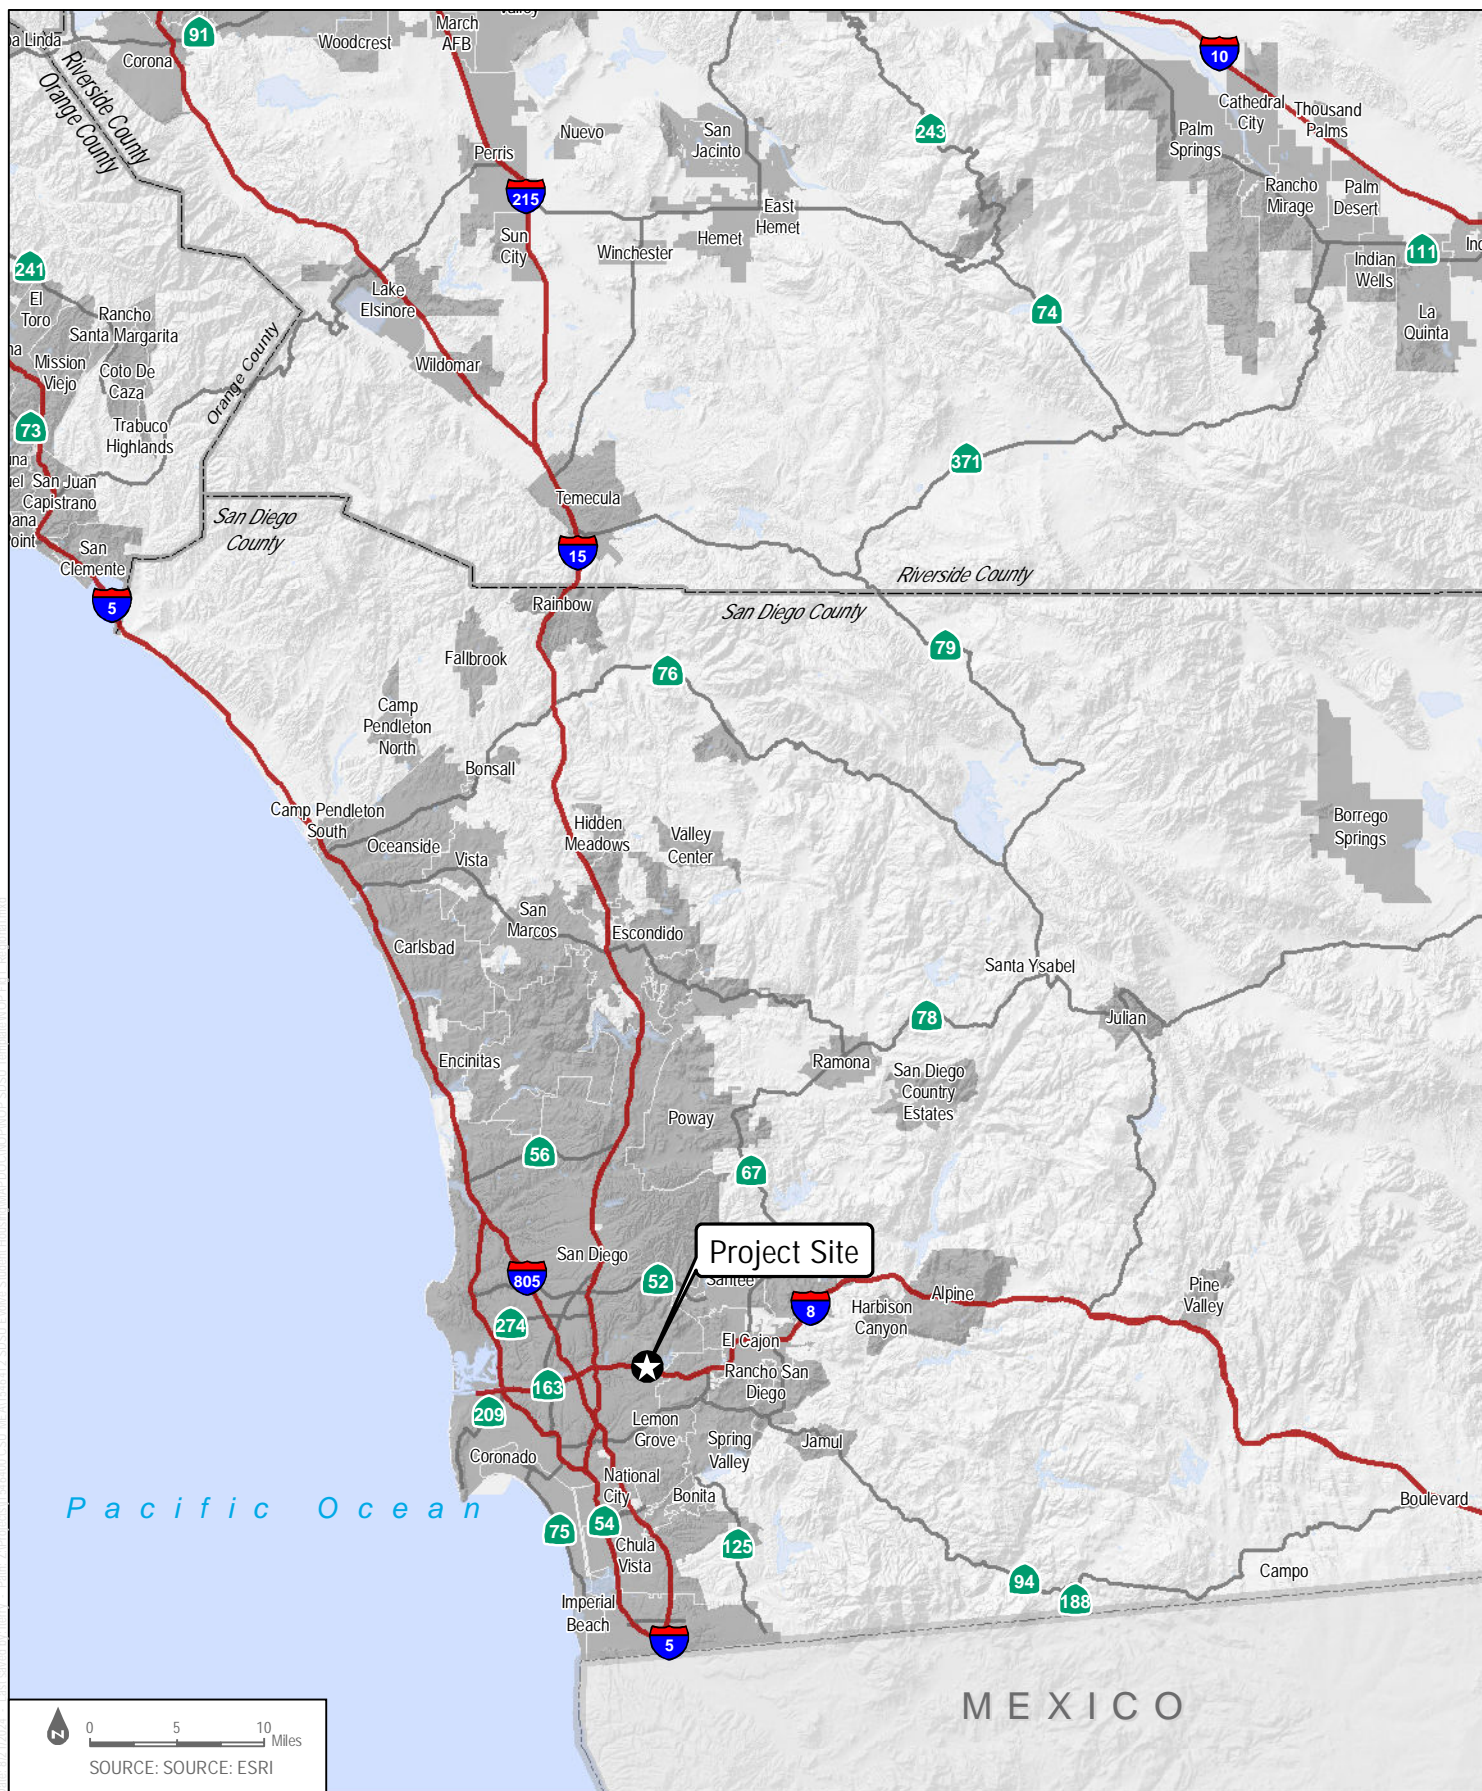 Valley
March
AFB
Woodcrest
91
ba Linda
Corona
Riverside County
Orange County
10
Cathedral
City
Thousand
Palms
Palm
Springs
243
Nuevo
San
Jacinto
Perris
215
Rancho
Mirage
Palm
Desert
East
Hemet
Hemet
Winchester
Sun
City
111
Indian
Wells
241
El
Toro
Lake
Elsinore
Rancho
Santa Margarita
74
La
Quinta
Mission
Viejo
Coto De
Caza
Orange County
Wildomar
73
Trabuco
Highlands
371
San Juan
Capistrano
Temecula
San Diego
County
San
Clemente
15
5
Riverside County
San Diego County
Rainbow
79
Fallbrook
76
Camp
Pendleton
North
Bonsall
Camp Pendleton
South
Hidden
Meadows
Valley
Center
Borrego
Springs
Oceanside
Vista
San
Marcos
Escondido
Carlsbad
Santa Ysabel
78
Julian
Encinitas
Ramona
San Diego
Country
Estates
Poway
56
67
Project Site
San Diego
805
52
Santee
8
Alpine
Pine
Valley
Harbison
Canyon
274
El Cajon
Rancho San
Diego
163
209
Lemon
Grove
Spring
Valley
Jamul
Coronado
National
City
Bonita
Boulevard
Pacific Ocean
75
54
125
Chula
Vista
Campo
94
188
Imperial
Beach
5
MEXICO
N
0 5 10
Miles
SOURCE: SOURCE: ESRI